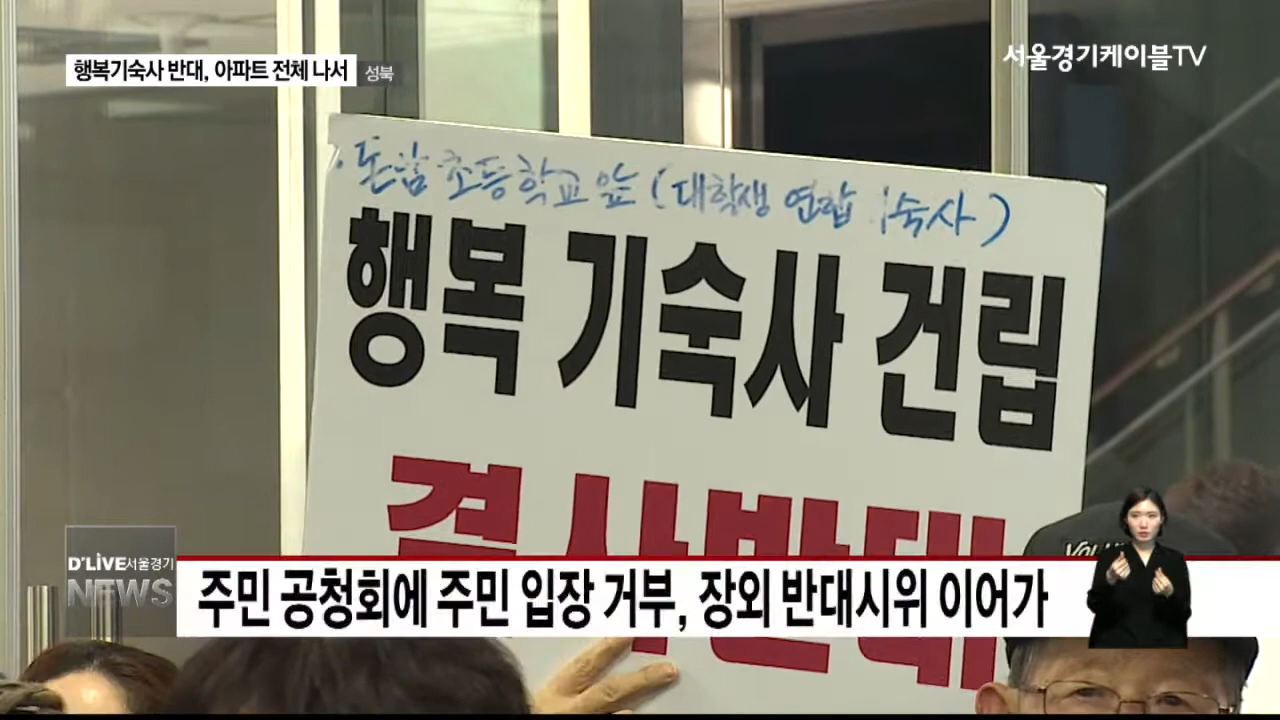 행복기숙사 반대, 아파트 전체 나서 성북
서울경기케이블TV
돈암초등학교 앞 (대학생 연합 기숙사)
행복 기숙사 건립
결사반대
D'LIVE서울경기
NEWS
주민 공청회에 주민 입장 거부, 장외 반대시위 이어가